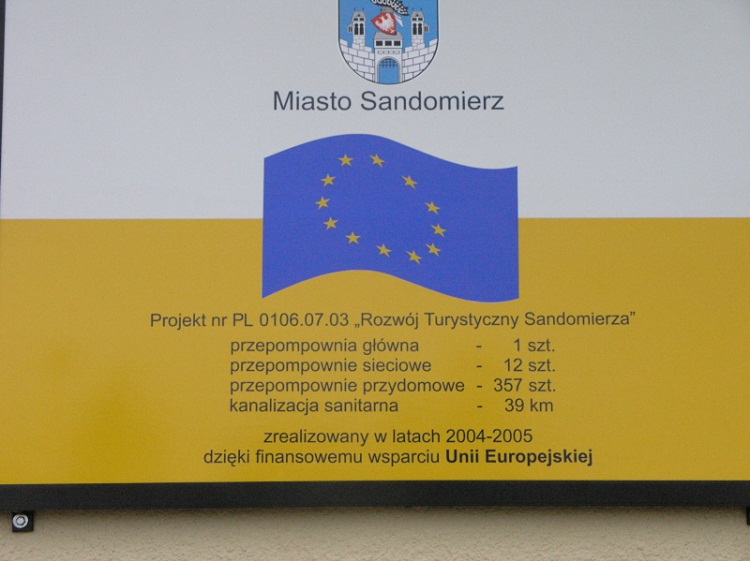 Miasto Sandomierz
Projekt nr PL 0106.07.03 „Rozwój Turystyczny Sandomierza”
przepompownia główna - 1 szt.
przepompownie sieciowe - 12 szt.
przepompownie przydomowe - 357 szt.
kanalizacja sanitarna - 39 km
zrealizowany w latach 2004-2005
dzięki finansowemu wsparciu Unii Europejskiej